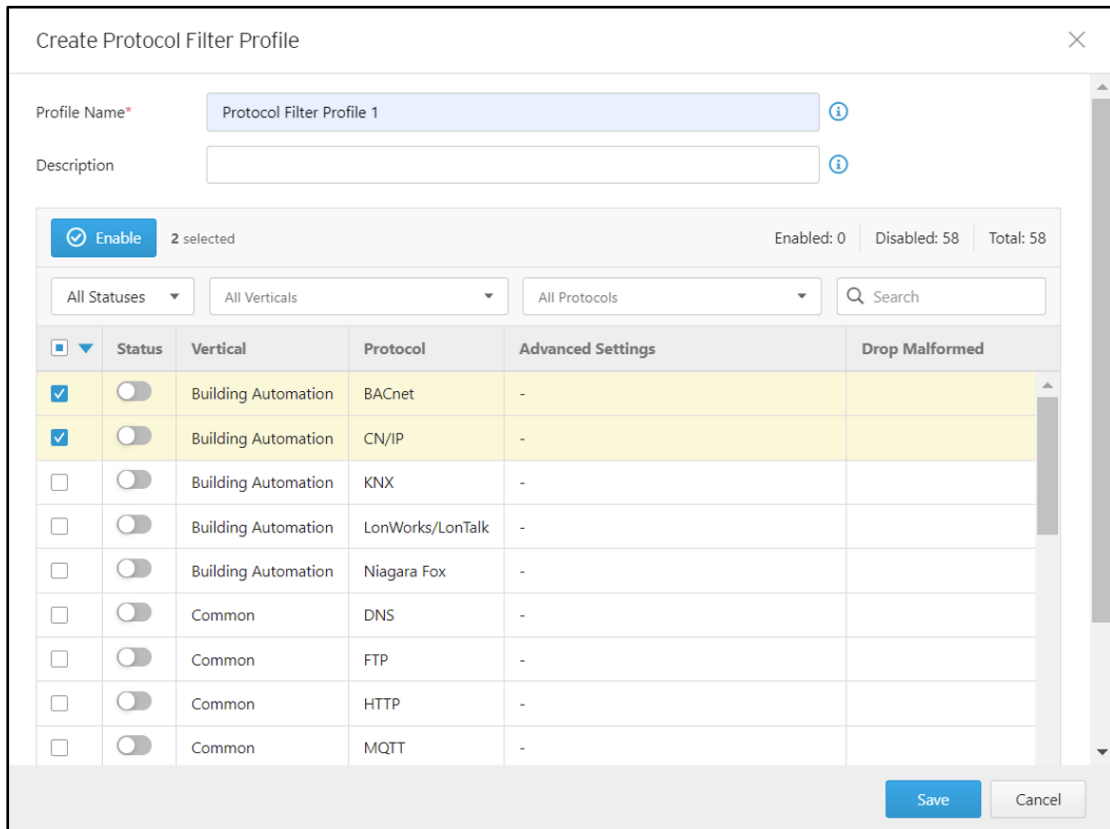 Create Protocol Filter Profile
Profile Name*
Protocol Filter Profile 1
Description
Enable
2 selected
Enabled: 0
Disabled: 58
Total: 58
All Statuses
All Verticals
All Protocols
Search
Status Vertical Protocol Advanced Settings Drop Malformed
Building Automation BACnet -
Building Automation CN/IP -
Building Automation KNX -
Building Automation LonWorks/LonTalk -
Building Automation Niagara Fox -
Common DNS -
Common FTP -
Common HTTP -
Common MQTT -
Save
Cancel